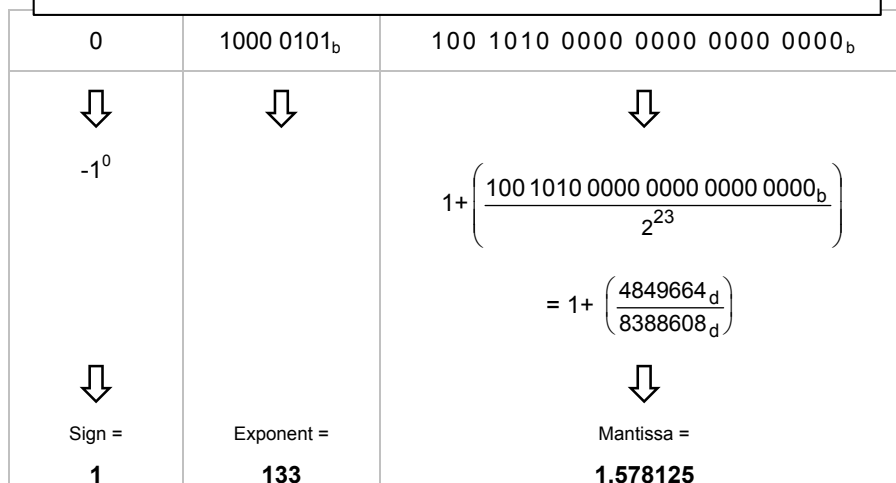 0 1000 0101b 100 1010 0000 0000 0000 0000b
⇩ ⇩ ⇩
-1^0
1+(100 1010 0000 0000 0000 0000b / 2^23)
= 1+ (4849664d / 8388608d)
⇩ ⇩
Sign = Exponent = Mantissa =
1 133 1.578125